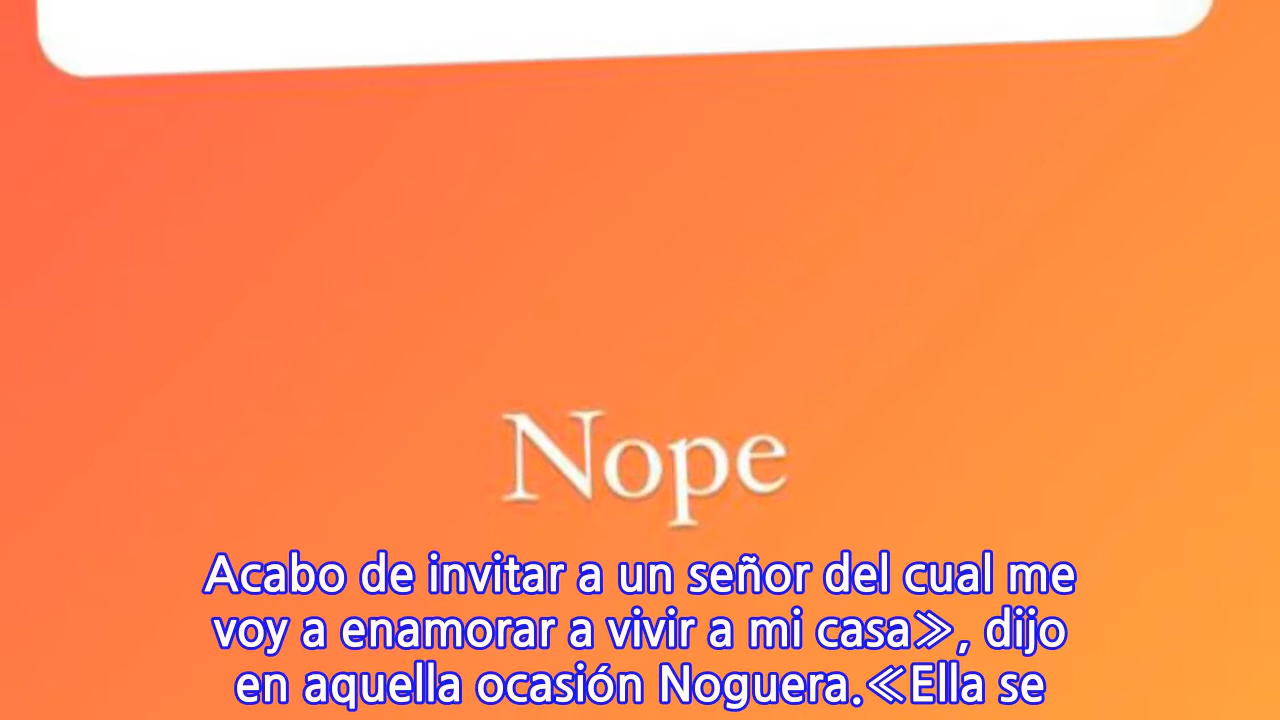 Nope
Acabo de invitar a un señor del cual me
voy a enamorar a vivir a mi casa≫, dijo
en aquella ocasión Noguera.≪Ella se